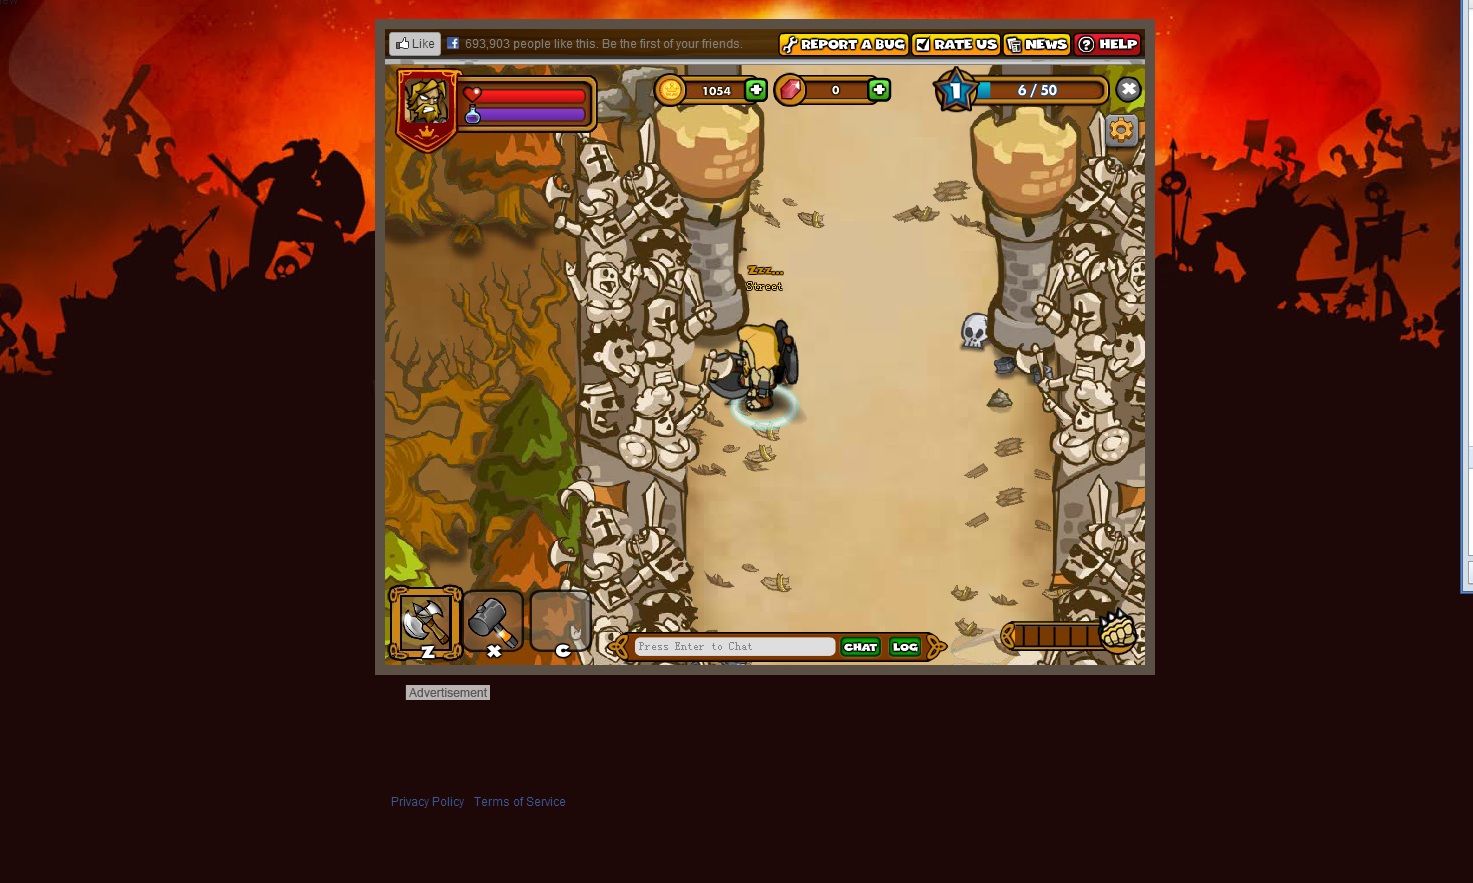 Like 693,903 people like this. Be the first of your friends. REPORT A BUG RATE US NEWS HELP
1054 0 1 6 / 50
Zzz...
Street
Z X C Press Enter to Chat CHAT LOG
Advertisement
Privacy Policy Terms of Service